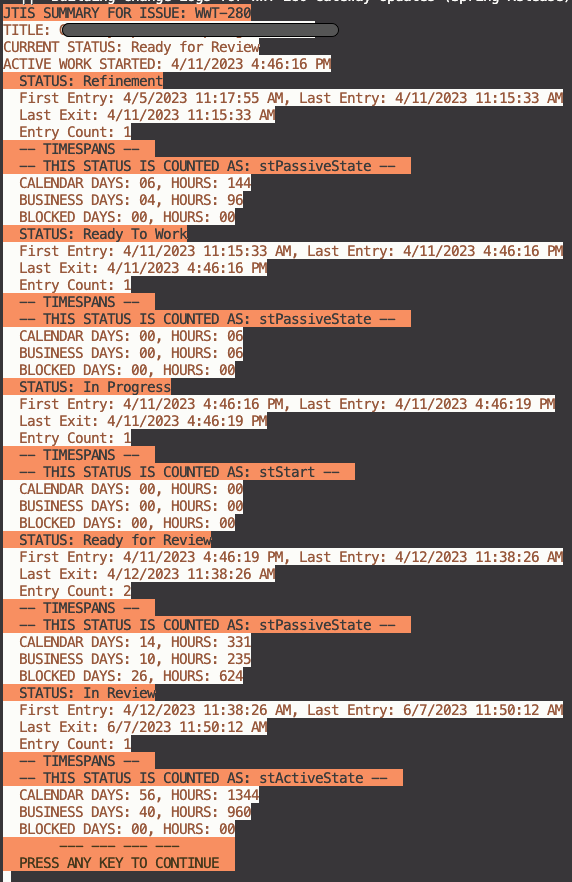 JTIS SUMMARY FOR ISSUE: WWT-280
TITLE:
CURRENT STATUS: Ready for Review
ACTIVE WORK STARTED: 4/11/2023 4:46:16 PM
STATUS: Refinement
First Entry: 4/5/2023 11:17:55 AM, Last Entry: 4/11/2023 11:15:33 AM
Last Exit: 4/11/2023 11:15:33 AM
Entry Count: 1
-- TIMESPANS --
-- THIS STATUS IS COUNTED AS: stPassiveState --
CALENDAR DAYS: 06, HOURS: 144
BUSINESS DAYS: 04, HOURS: 96
BLOCKED DAYS: 00, HOURS: 00
STATUS: Ready To Work
First Entry: 4/11/2023 11:15:33 AM, Last Entry: 4/11/2023 4:46:16 PM
Last Exit: 4/11/2023 4:46:16 PM
Entry Count: 1
-- TIMESPANS --
-- THIS STATUS IS COUNTED AS: stPassiveState --
CALENDAR DAYS: 00, HOURS: 06
BUSINESS DAYS: 00, HOURS: 06
BLOCKED DAYS: 00, HOURS: 00
STATUS: In Progress
First Entry: 4/11/2023 4:46:16 PM, Last Entry: 4/11/2023 4:46:19 PM
Last Exit: 4/11/2023 4:46:19 PM
Entry Count: 1
-- TIMESPANS --
-- THIS STATUS IS COUNTED AS: stStart --
CALENDAR DAYS: 00, HOURS: 00
BUSINESS DAYS: 00, HOURS: 00
BLOCKED DAYS: 00, HOURS: 00
STATUS: Ready for Review
First Entry: 4/11/2023 4:46:19 PM, Last Entry: 4/12/2023 11:38:26 AM
Last Exit: 4/12/2023 11:38:26 AM
Entry Count: 2
-- TIMESPANS --
-- THIS STATUS IS COUNTED AS: stPassiveState --
CALENDAR DAYS: 14, HOURS: 331
BUSINESS DAYS: 10, HOURS: 235
BLOCKED DAYS: 26, HOURS: 624
STATUS: In Review
First Entry: 4/12/2023 11:38:26 AM, Last Entry: 6/7/2023 11:50:12 AM
Last Exit: 6/7/2023 11:50:12 AM
Entry Count: 1
-- TIMESPANS --
-- THIS STATUS IS COUNTED AS: stActiveState --
CALENDAR DAYS: 56, HOURS: 1344
BUSINESS DAYS: 40, HOURS: 960
BLOCKED DAYS: 00, HOURS: 00
--- --- --- ---
PRESS ANY KEY TO CONTINUE